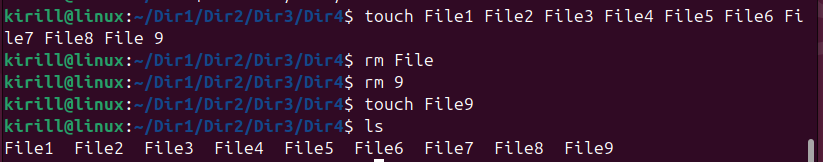 kirill@linux:~/Dir1/Dir2/Dir3/Dir4$ touch File1 File2 File3 File4 File5 File6 Fi
le7 File8 File 9
kirill@linux:~/Dir1/Dir2/Dir3/Dir4$ rm File
kirill@linux:~/Dir1/Dir2/Dir3/Dir4$ rm 9
kirill@linux:~/Dir1/Dir2/Dir3/Dir4$ touch File9
kirill@linux:~/Dir1/Dir2/Dir3/Dir4$ ls
File1  File2  File3  File4  File5  File6  File7  File8  File9